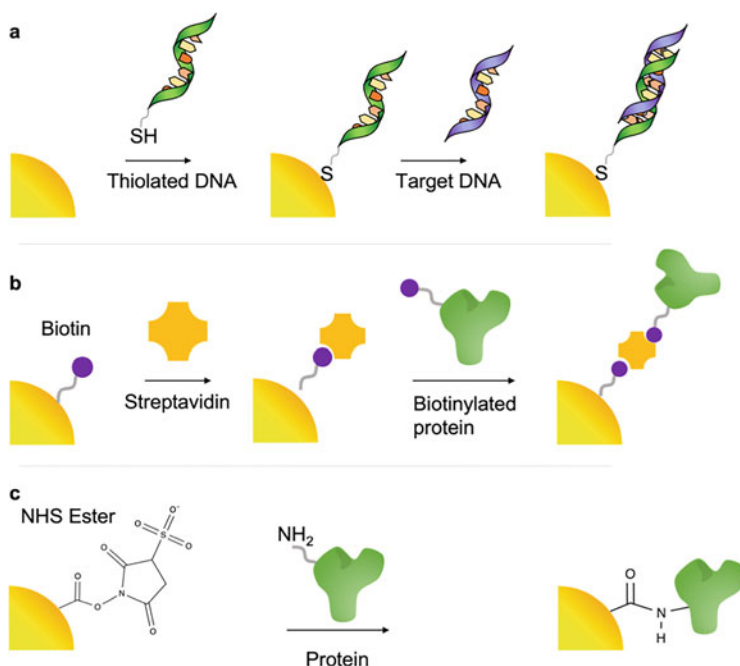 a
SH
Thiolated DNA
S
Target DNA
S
b
Biotin
Streptavidin
Biotinylated
protein
c
NHS Ester
O
O-
S
O
O
O
O
N
O
O
NH2
Protein
O
N
H